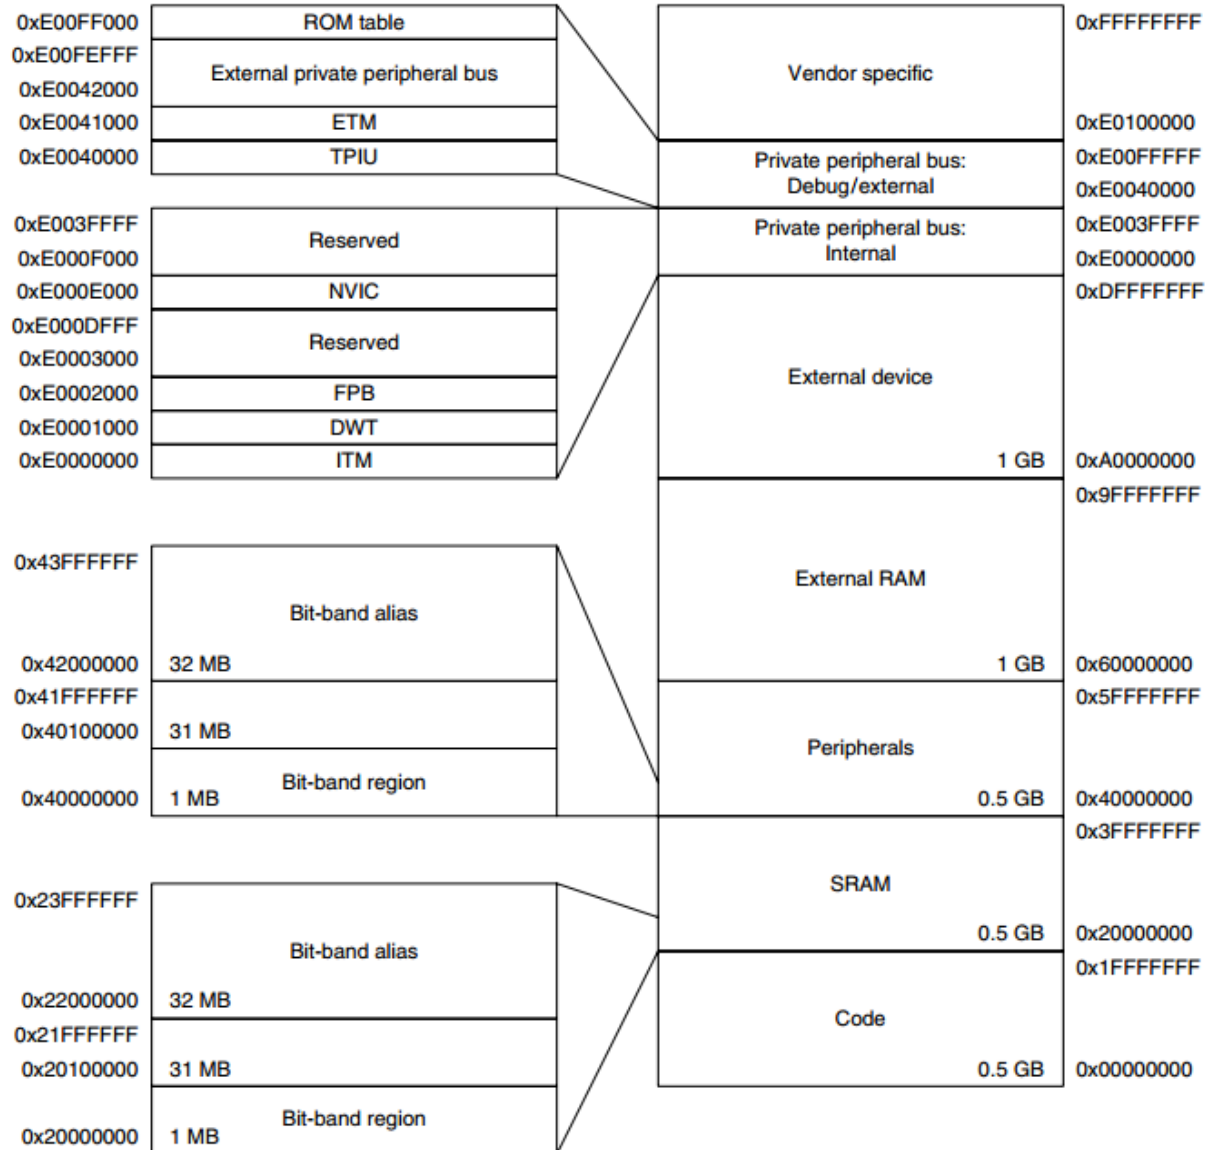 0xE00FF000 ROM table 0xFFFFFFFF
0xE00FEFFF
External private peripheral bus Vendor specific
0xE0042000
0xE0041000 ETM 0xE0100000
0xE0040000 TPIU Private peripheral bus: 0xE00FFFFF
Debug/external 0xE0040000
0xE003FFFF Private peripheral bus: 0xE003FFFF
Reserved
Internal
0xE000F000 0xE0000000
0xE000E000 NVIC 0xDFFFFFFF
0xE000DFFF
Reserved
0xE0003000
External device
0xE0002000 FPB
0xE0001000 DWT
0xE0000000 ITM 1 GB 0xA0000000
0x9FFFFFFF
0x43FFFFFF
External RAM
Bit-band alias
0x42000000 32 MB 1 GB 0x60000000
0x41FFFFFF 0x5FFFFFFF
0x40100000 31 MB
Peripherals
Bit-band region
0x40000000 1 MB 0.5 GB 0x40000000
0x3FFFFFFF
SRAM
0x23FFFFFF
0.5 GB 0x20000000
Bit-band alias
0x1FFFFFFF
0x22000000 32 MB
Code
0x21FFFFFF
0x20100000 31 MB 0.5 GB 0x00000000
Bit-band region
0x20000000 1 MB